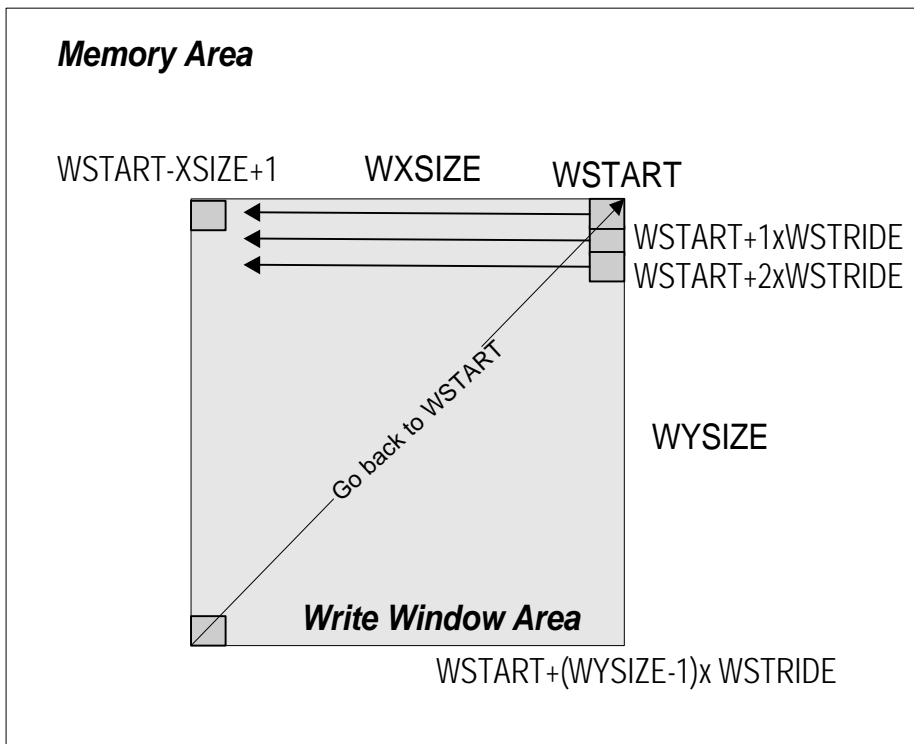 Memory Area
WSTART-XSIZE+1
WXSIZE
WSTART
WSTART+1xWSTRIDE
WSTART+2xWSTRIDE
Go back to WSTART
WYSIZE
Write Window Area
WSTART+(WYSIZE-1)x WSTRIDE